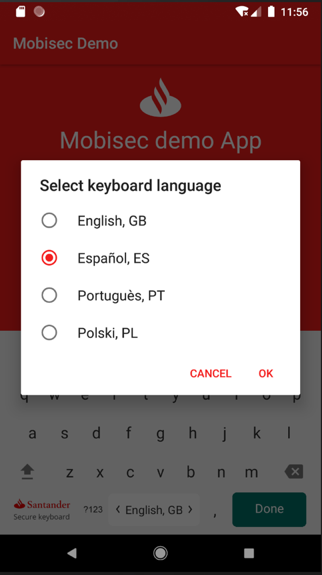 11:56
Mobisec Demo
Mobisec demo App
Select keyboard language
English, GB
Español, ES
Portuguès, PT
Polski, PL
CANCEL OK
q w e r t y u i o p
a s d f g h j k l
z x c v b n m
Santander
Secure keyboard
?123 < English, GB > , Done